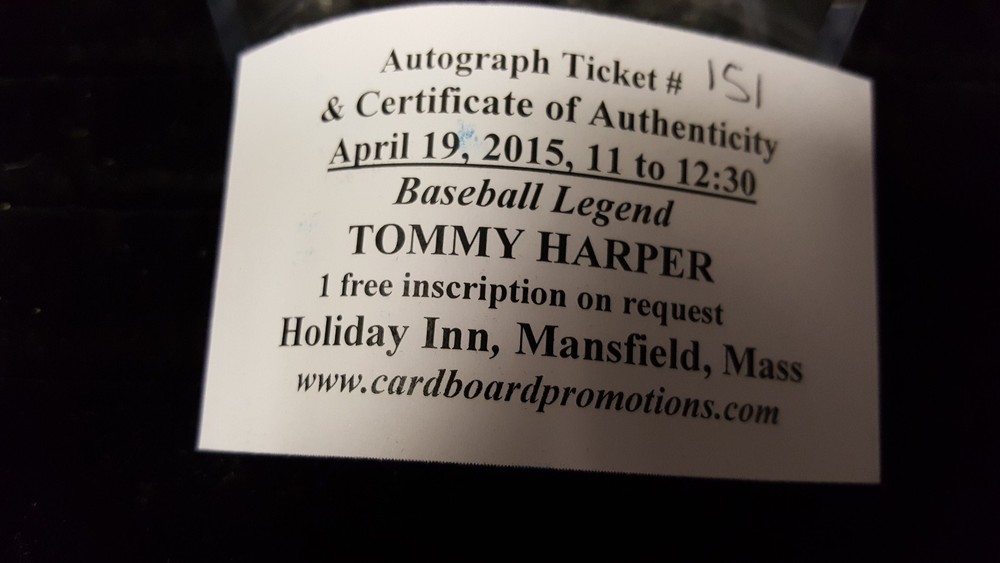 Autograph Ticket # 151
& Certificate of Authenticity
April 19, 2015, 11 to 12:30
Baseball Legend
TOMMY HARPER
1 free inscription on request
Holiday Inn, Mansfield, Mass
www.cardboardpromotions.com